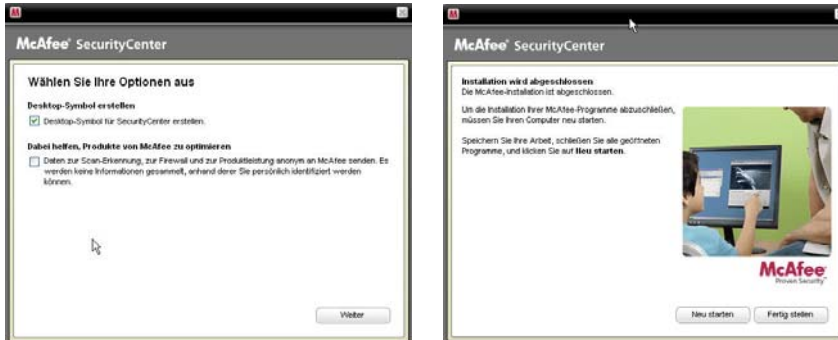 McAfee® SecurityCenter
Wählen Sie Ihre Optionen aus
Desktop-Symbol erstellen
Desktop-Symbol für SecurityCenter erstellen.
Dabei helfen, Produkte von McAfee zu optimieren
Daten zur Scan-Erkennung, zur Firewall und zur Produktleistung anonym an McAfee senden. Es
werden keine Informationen gesammelt, anhand derer Sie persönlich identifiziert werden
können.
Weiter
McAfee® SecurityCenter
Installation wird abgeschlossen
Die McAfee-Installation ist abgeschlossen.
Um die Installation Ihrer McAfee-Programme abzuschließen,
müssen Sie Ihren Computer neu starten.
Speichern Sie Ihre Arbeit, schließen Sie alle geöffneten
Programme, und klicken Sie auf Neu starten.
McAfee®
Proven Security™
Neu starten
Fertig stellen